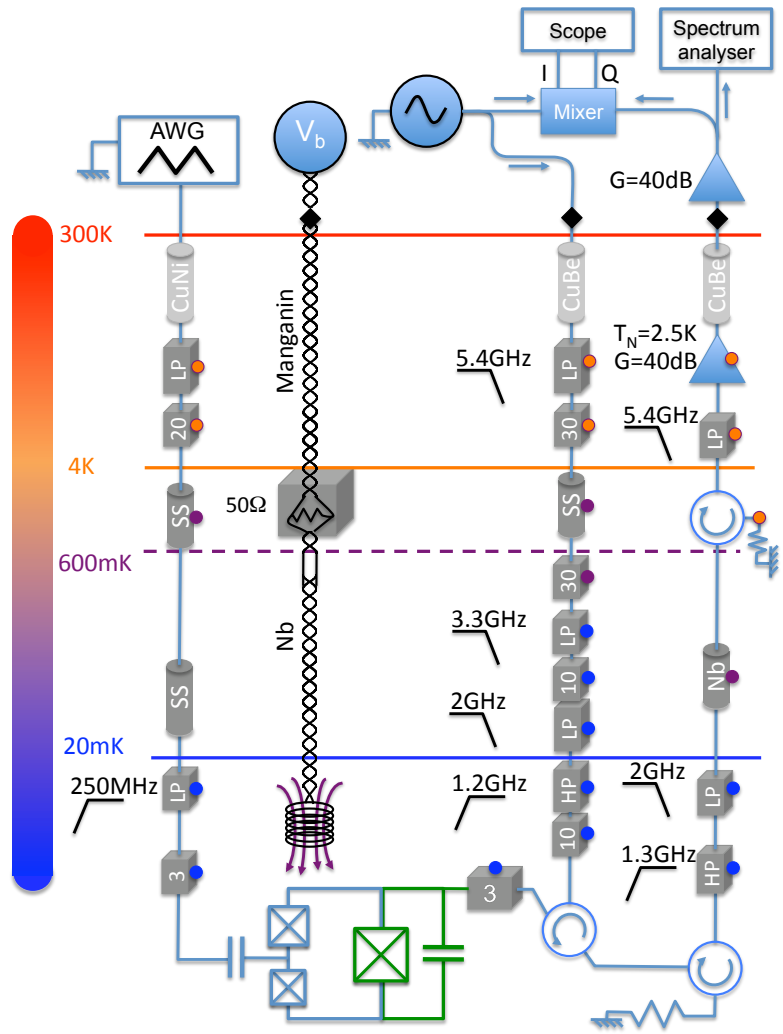 Scope
Spectrum
analyser
I
Q
AWG
V_b
Mixer
G=40dB
300K
CuNi
Manganin
CuBe
CuBe
T_N=2.5K
G=40dB
5.4GHz
LP
LP
20
30
5.4GHz
LP
4K
50Ω
SS
SS
600mK
30
3.3GHz
LP
Nb
10
Nb
SS
2GHz
LP
20mK
250MHz
LP
1.2GHz
HP
2GHz
LP
10
1.3GHz
HP
3
3